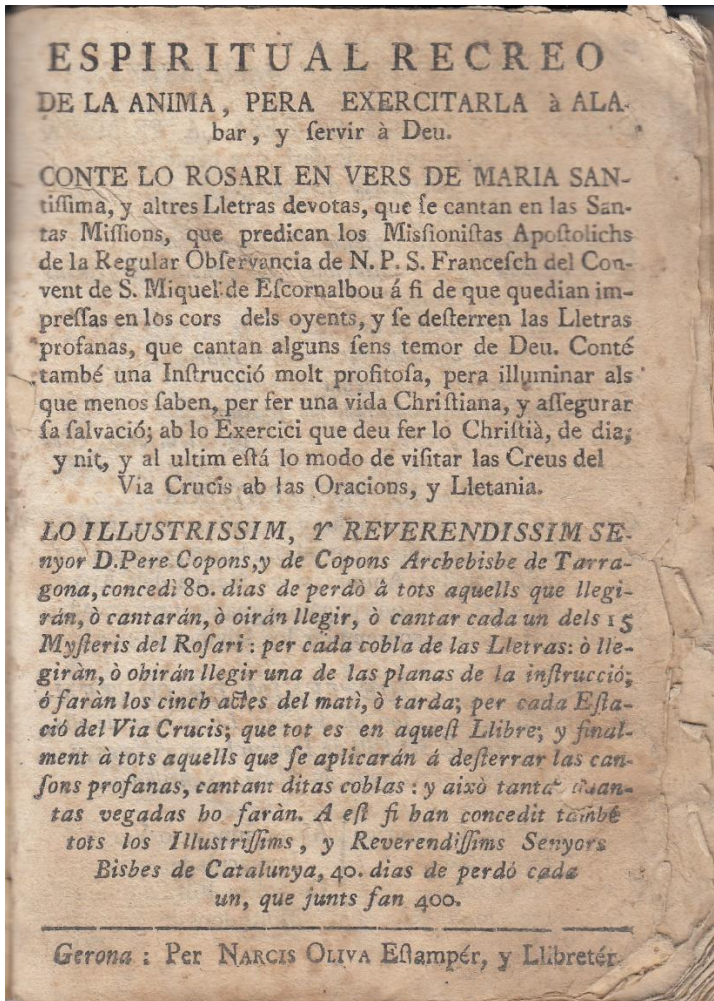 ESPIRITUAL RECREO
DE LA ANIMA, PERA EXERCITARLA à ALA-
bar, y ſervir à Deu.
CONTE LO ROSARI EN VERS DE MARIA SAN-
tiſſima, y altres Lletras devotas, que ſe cantan en las San-
tas Miſſions, que predican los Misſioniſtas Apoſtolichs
de la Regular Obſervancia de N. P. S. Franceſch del Con-
vent de S. Miquel de Eſcornalbou á fi de que quedian im-
preſſas en los cors dels oyents, y ſe deſterren las Lletras
profanas, que cantan alguns ſens temor de Deu. Conté
també una Inſtrucció molt profitoſa, pera illuminar als
que menos ſaben, per fer una vida Chriſtiana, y aſſegurar
ſa ſalvació; ab lo Exercici que deu fer lo Chriſtià, de dia,
y nit, y al ultim eſtá lo modo de viſitar las Creus del
Via Crucis ab las Oracions, y Lletania.
LO ILLUSTRISSIM, Y REVERENDISSIM SE-
nyor D.Pere Copons,y de Copons Archebisbe de Tarra-
gona, concedì 80. dias de perdò â tots aquells que llegi-
rán, ò cantarán, ò oirán llegir, ò cantar cada un dels 15
Myſteris del Roſari : per cada cobla de las Lletras: ò lle-
giràn, ò ohirán llegir una de las planas de la inſtrucció;
ó faràn los cinch actes del matì, ò tarda; per cada Eſta-
ció del Via Crucis; que tot es en aqueſt Llibre; y final-
ment à tots aquells que ſe aplicarán á deſterrar las can-
ſons profanas, cantant ditas coblas : y això tantas quan-
tas vegadas ho faràn. A eſt fi han concedit també
tots los Illustriſſims, y Reverendiſſims Senyors
Bisbes de Catalunya, 40. dias de perdó cada
un, que junts fan 400.
Gerona : Per NARCIS OLIVA Eſtampér, y Llibretér.